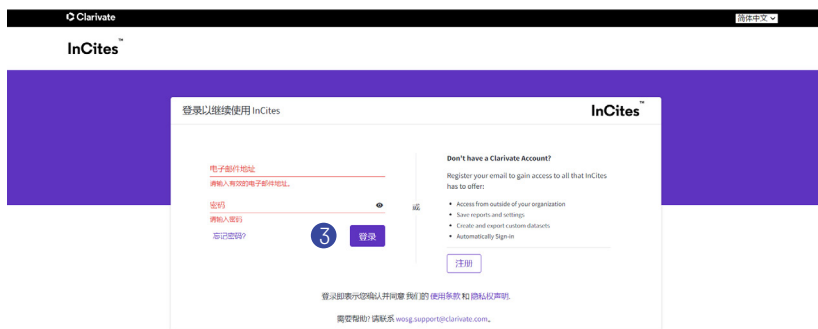 Clarivate
简体中文
InCites™
登录以继续使用 InCites
InCites™
电子邮件地址
请输入有效的电子邮件地址。
密码
请输入密码
忘记密码?
3
登录
或
Don't have a Clarivate Account?
Register your email to gain access to all that InCites
has to offer:
• Access from outside of your organization
• Save reports and settings
• Create and export custom datasets
• Automatically Sign-in
注册
登录即表示您确认并同意我们的 使用条款 和 隐私权声明.
需要帮助? 请联系 wosg.support@clarivate.com。